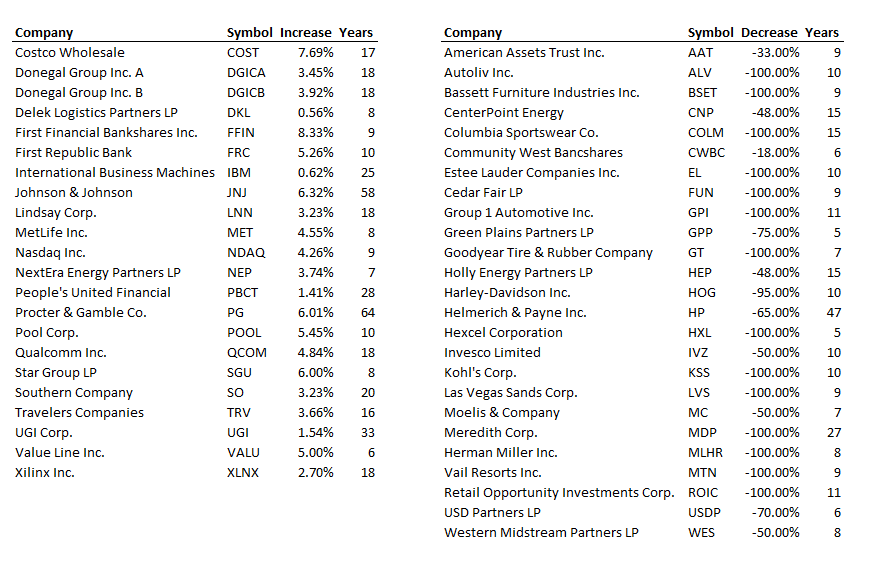 Company Symbol Increase Years
Costco Wholesale COST 7.69% 17
Donegal Group Inc. A DGICA 3.45% 18
Donegal Group Inc. B DGICB 3.92% 18
Delek Logistics Partners LP DKL 0.56% 8
First Financial Bankshares Inc. FFIN 8.33% 9
First Republic Bank FRC 5.26% 10
International Business Machines IBM 0.62% 25
Johnson & Johnson JNJ 6.32% 58
Lindsay Corp. LNN 3.23% 18
MetLife Inc. MET 4.55% 8
Nasdaq Inc. NDAQ 4.26% 9
NextEra Energy Partners LP NEP 3.74% 7
People's United Financial PBCT 1.41% 28
Procter & Gamble Co. PG 6.01% 64
Pool Corp. POOL 5.45% 10
Qualcomm Inc. QCOM 4.84% 18
Star Group LP SGU 6.00% 8
Southern Company SO 3.23% 20
Travelers Companies TRV 3.66% 16
UGI Corp. UGI 1.54% 33
Value Line Inc. VALU 5.00% 6
Xilinx Inc. XLNX 2.70% 18
Company Symbol Decrease Years
American Assets Trust Inc. AAT -33.00% 9
Autoliv Inc. ALV -100.00% 10
Bassett Furniture Industries Inc. BSET -100.00% 9
CenterPoint Energy CNP -48.00% 15
Columbia Sportswear Co. COLM -100.00% 15
Community West Bancshares CWBC -18.00% 6
Estee Lauder Companies Inc. EL -100.00% 10
Cedar Fair LP FUN -100.00% 9
Group 1 Automotive Inc. GPI -100.00% 11
Green Plains Partners LP GPP -75.00% 5
Goodyear Tire & Rubber Company GT -100.00% 7
Holly Energy Partners LP HEP -48.00% 15
Harley-Davidson Inc. HOG -95.00% 10
Helmerich & Payne Inc. HP -65.00% 47
Hexcel Corporation HXL -100.00% 5
Invesco Limited IVZ -50.00% 10
Kohl's Corp. KSS -100.00% 10
Las Vegas Sands Corp. LVS -100.00% 9
Moelis & Company MC -50.00% 7
Meredith Corp. MDP -100.00% 27
Herman Miller Inc. MLHR -100.00% 8
Vail Resorts Inc. MTN -100.00% 9
Retail Opportunity Investments Corp. ROIC -100.00% 11
USD Partners LP USDP -70.00% 6
Western Midstream Partners LP WES -50.00% 8